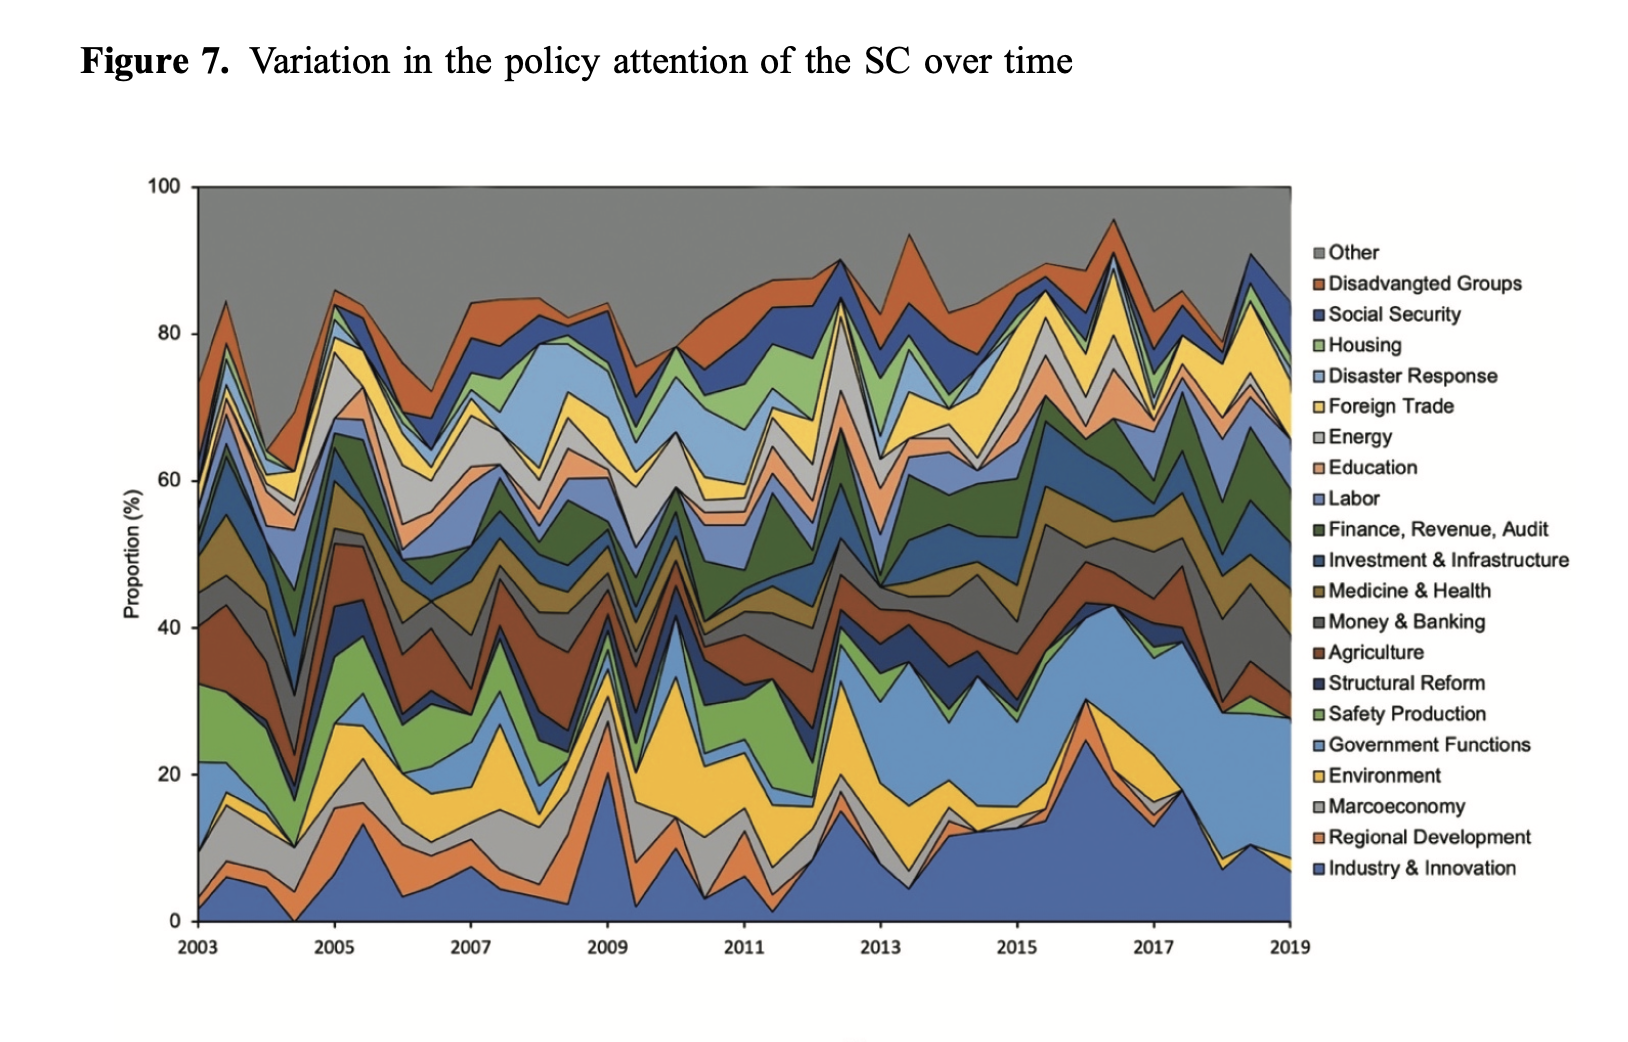 Figure 7. Variation in the policy attention of the SC over time
100
80
60
40
20
0
Proportion (%)
2003 2005 2007 2009 2011 2013 2015 2017 2019
Other
Disadvangted Groups
Social Security
Housing
Disaster Response
Foreign Trade
Energy
Education
Labor
Finance, Revenue, Audit
Investment & Infrastructure
Medicine & Health
Money & Banking
Agriculture
Structural Reform
Safety Production
Government Functions
Environment
Marcoeconomy
Regional Development
Industry & Innovation